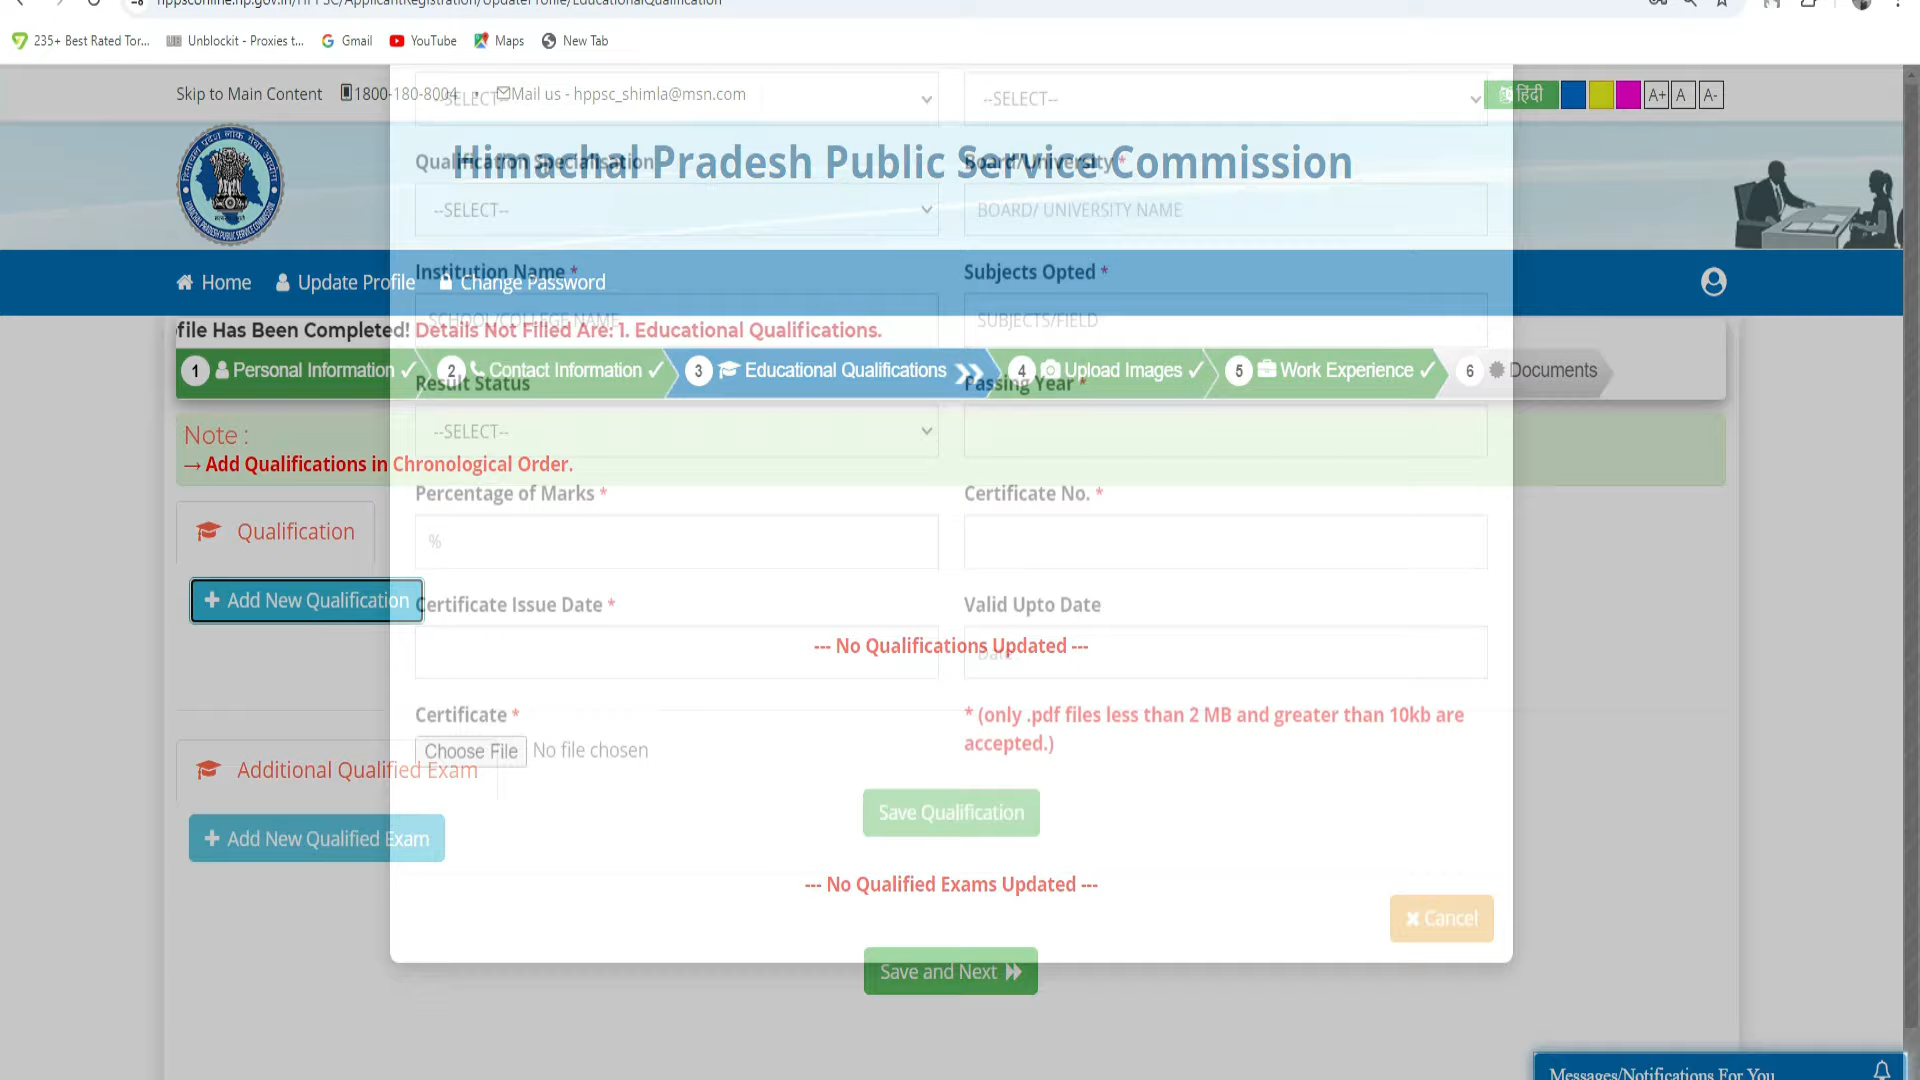 235+ Best Rated Tor...
Unblockit - Proxies t...
Gmail
YouTube
Maps
New Tab
Skip to Main Content
1800-180-8004
Mail us - hppsc_shimla@msn.com
हिंदी
A+
A
A-
--SELECT--
--SELECT--
Himachal Pradesh Public Service Commission
Qualification Specialisation
Board/University *
--SELECT--
BOARD/ UNIVERSITY NAME
Home
Update Profile
Change Password
Institution Name *
Subjects Opted *
SCHOOL/COLLEGE NAME
SUBJECTS/FIELD
file Has Been Completed! Details Not Filled Are: 1. Educational Qualifications.
1 Personal Information
2 Contact Information
3 Educational Qualifications
4 Upload Images
5 Work Experience
6 Documents
Result Status
Passing Year *
--SELECT--
Note :
→ Add Qualifications in Chronological Order.
Percentage of Marks *
Certificate No. *
%
Qualification
+ Add New Qualification
Certificate Issue Date *
Valid Upto Date
--- No Qualifications Updated ---
Certificate *
* (only .pdf files less than 2 MB and greater than 10kb are
accepted.)
Choose File No file chosen
Additional Qualified Exam
Save Qualification
+ Add New Qualified Exam
--- No Qualified Exams Updated ---
Cancel
Save and Next
Messages/Notifications For You